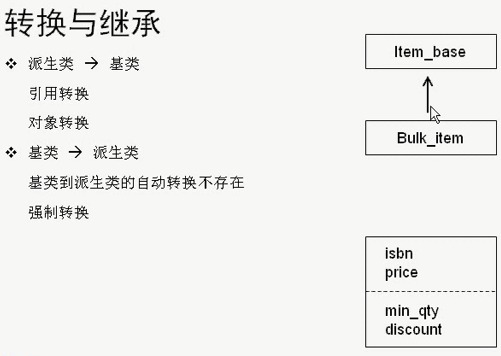 转换与继承
❖ 派生类 → 基类
引用转换
对象转换
❖ 基类 → 派生类
基类到派生类的自动转换不存在
强制转换
Item_base
Bulk_item
isbn
price
min_qty
discount